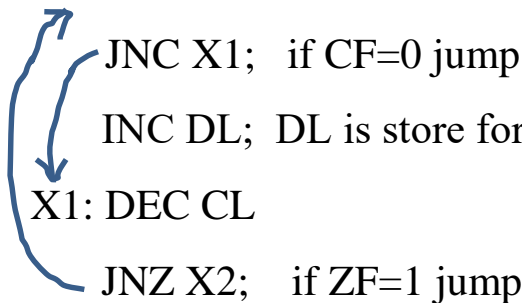 JNC X1;   if CF=0 jump
INC DL;  DL is store for
X1: DEC CL
JNZ X2;    if ZF=1 jump